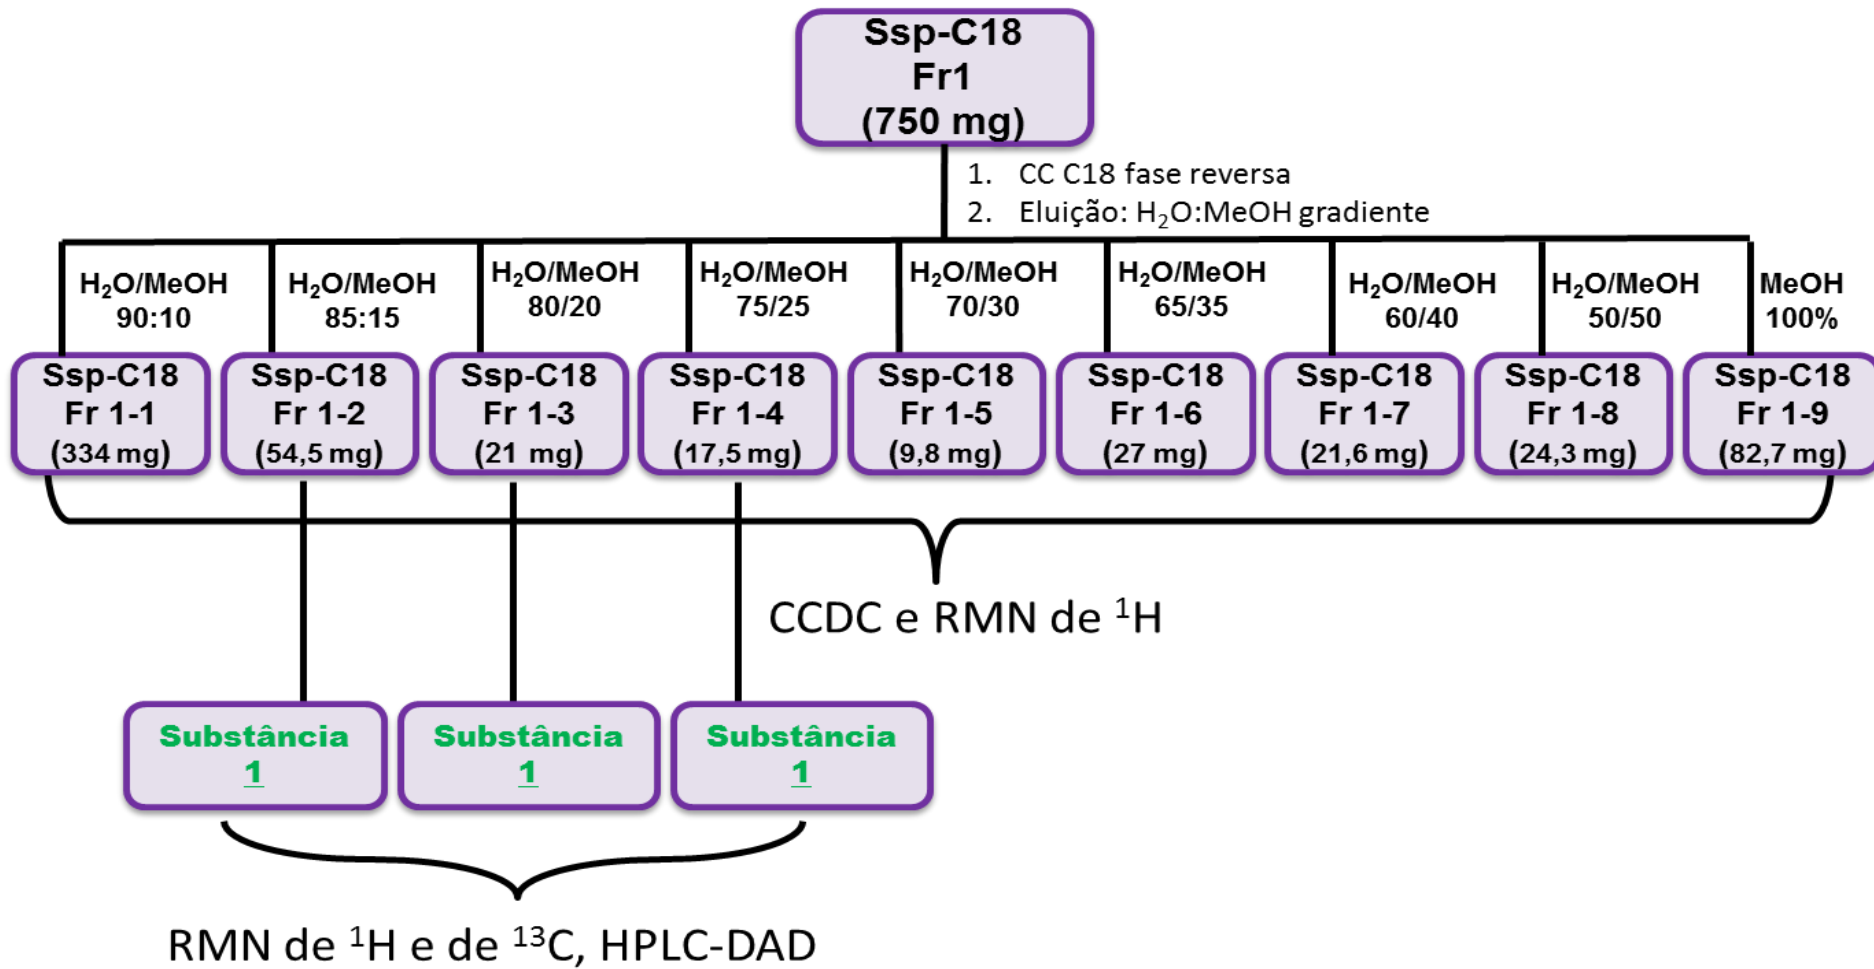 Ssp-C18
Fr1
(750 mg)
1. CC C18 fase reversa
2. Eluição: H₂O:MeOH gradiente
H₂O/MeOH
90:10
H₂O/MeOH
85:15
H₂O/MeOH
80/20
H₂O/MeOH
75/25
H₂O/MeOH
70/30
H₂O/MeOH
65/35
H₂O/MeOH
60/40
H₂O/MeOH
50/50
MeOH
100%
Ssp-C18
Fr 1-1
(334 mg)
Ssp-C18
Fr 1-2
(54,5 mg)
Ssp-C18
Fr 1-3
(21 mg)
Ssp-C18
Fr 1-4
(17,5 mg)
Ssp-C18
Fr 1-5
(9,8 mg)
Ssp-C18
Fr 1-6
(27 mg)
Ssp-C18
Fr 1-7
(21,6 mg)
Ssp-C18
Fr 1-8
(24,3 mg)
Ssp-C18
Fr 1-9
(82,7 mg)
CCDC e RMN de ¹H
Substância
1
Substância
1
Substância
1
RMN de ¹H e de ¹³C, HPLC-DAD